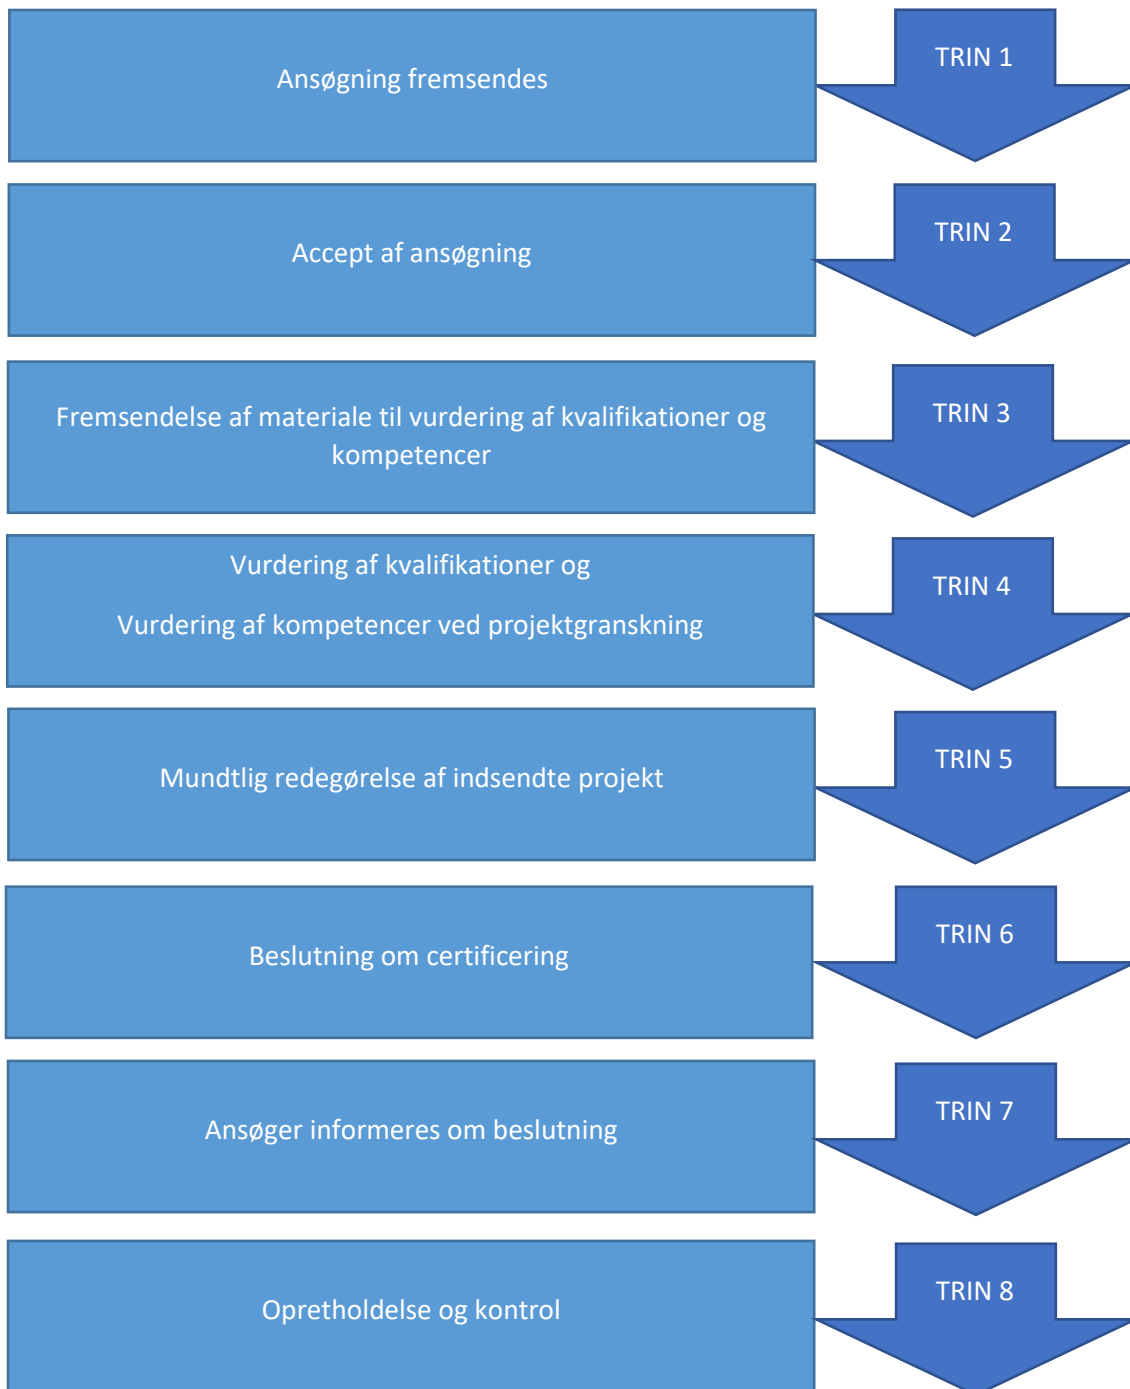 Ansøgning fremsendes
TRIN 1
Accept af ansøgning
TRIN 2
Fremsendelse af materiale til vurdering af kvalifikationer og
kompetencer
TRIN 3
Vurdering af kvalifikationer og
Vurdering af kompetencer ved projektgranskning
TRIN 4
Mundtlig redegørelse af indsendte projekt
TRIN 5
Beslutning om certificering
TRIN 6
Ansøger informeres om beslutning
TRIN 7
Opretholdelse og kontrol
TRIN 8